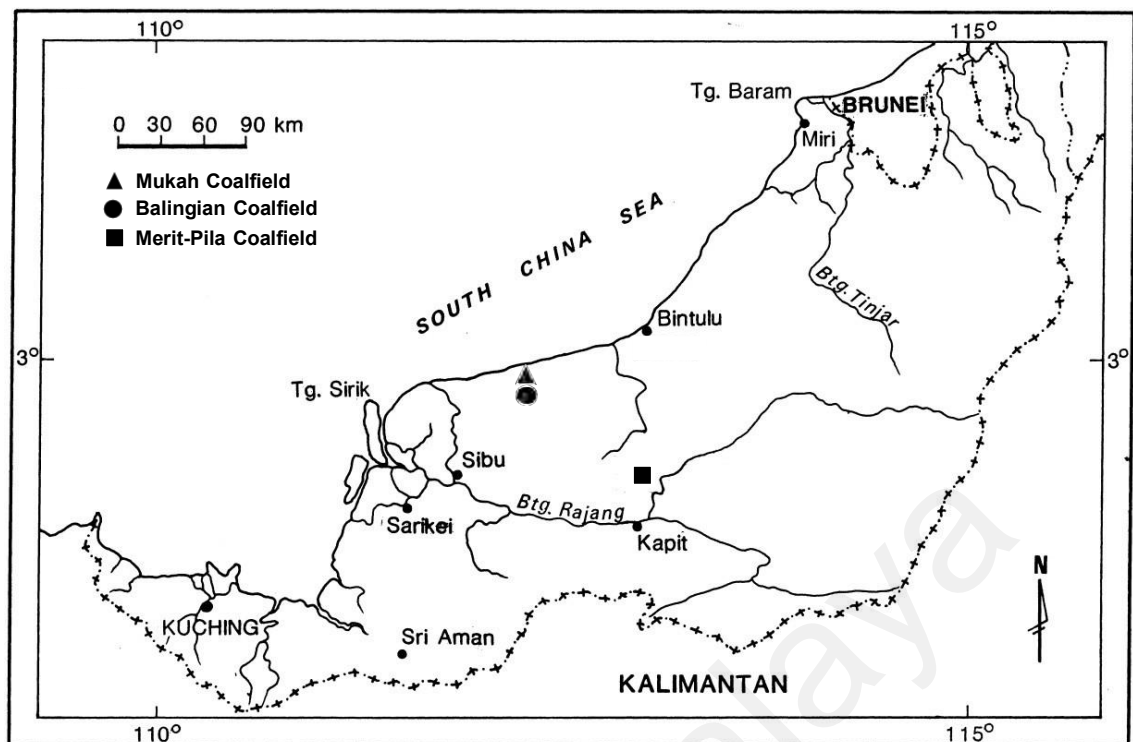 110° 115°
Tg. Baram
BRUNEI
Miri
0 30 60 90 km
Mukah Coalfield
Balingian Coalfield
Merit-Pila Coalfield
SOUTH CHINA SEA
Btg. Tinjar
Bintulu
3° 3°
Tg. Sirik
Sibu
Btg. Rajang
Sarikei
Kapit
N
KUCHING
Sri Aman
KALIMANTAN
110° 115°